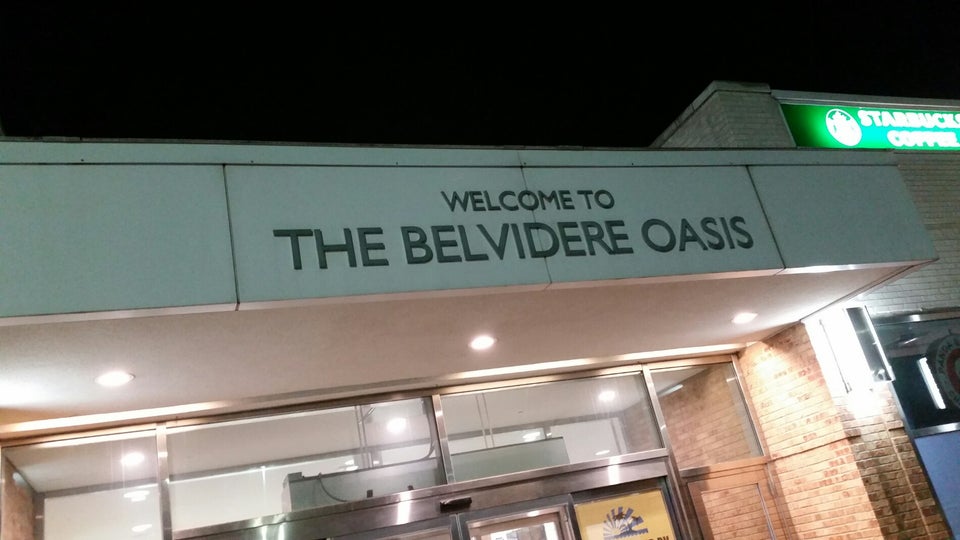 WELCOME TO
THE BELVIDERE OASIS
STARBUCKS
COFFEE